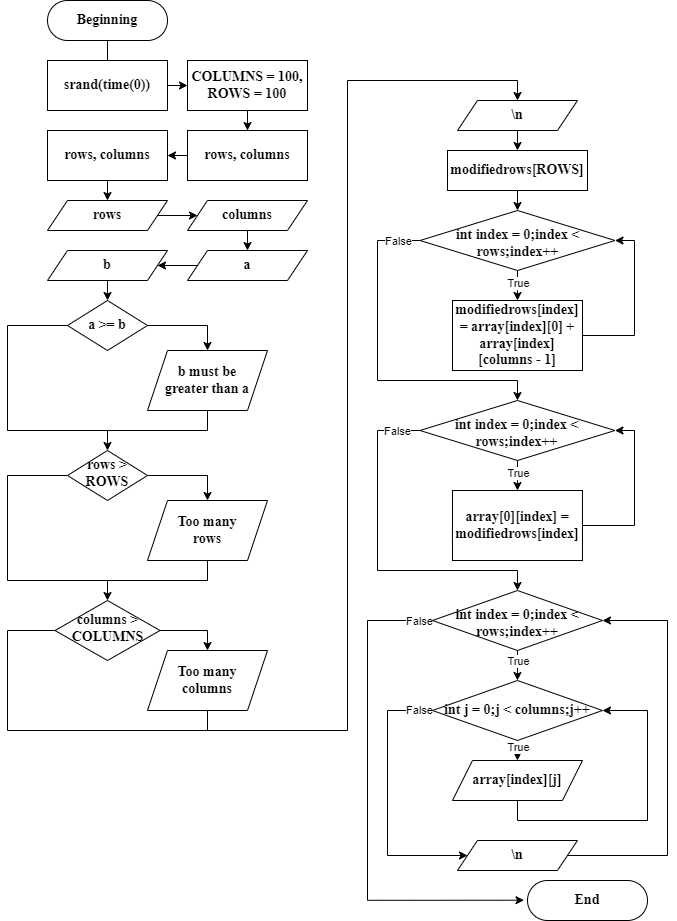 Beginning
srand(time(0))
COLUMNS = 100,
ROWS = 100
rows, columns
rows, columns
rows
columns
b
a
a >= b
b must be
greater than a
rows >
ROWS
Too many
rows
columns >
COLUMNS
Too many
columns
\n
modifiedrows[ROWS]
False
int index = 0;index <
rows;index++
True
modifiedrows[index]
= array[index][0] +
array[index]
[columns - 1]
False
int index = 0;index <
rows;index++
True
array[0][index] =
modifiedrows[index]
False
int index = 0;index <
rows;index++
True
False
int j = 0;j < columns;j++
True
array[index][j]
\n
End